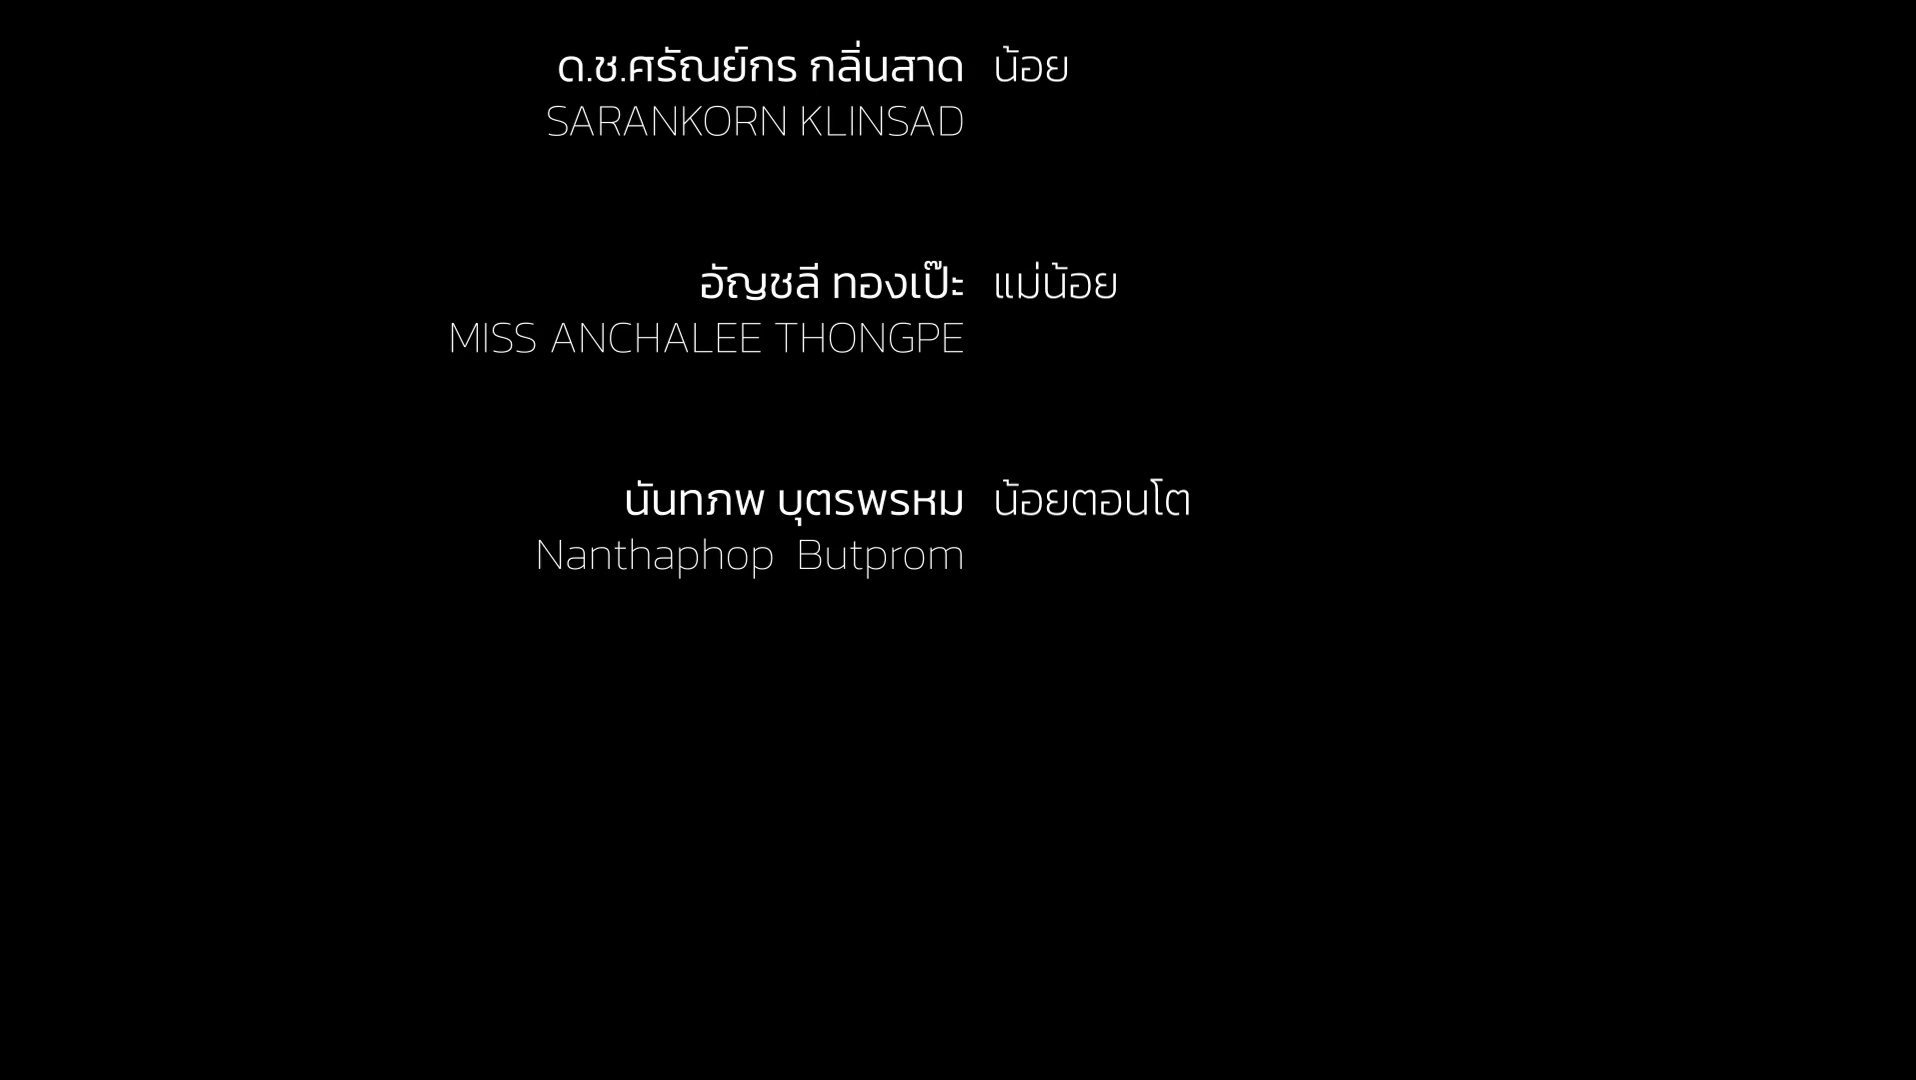 ด.ช.ศรัณย์กร กลิ่นสาด น้อย
SARANKORN KLINSAD
อัญชลี ทองเป๊ะ แม่น้อย
MISS ANCHALEE THONGPE
นันทภพ บุตรพรหม น้อยตอนโต
Nanthaphop Butprom